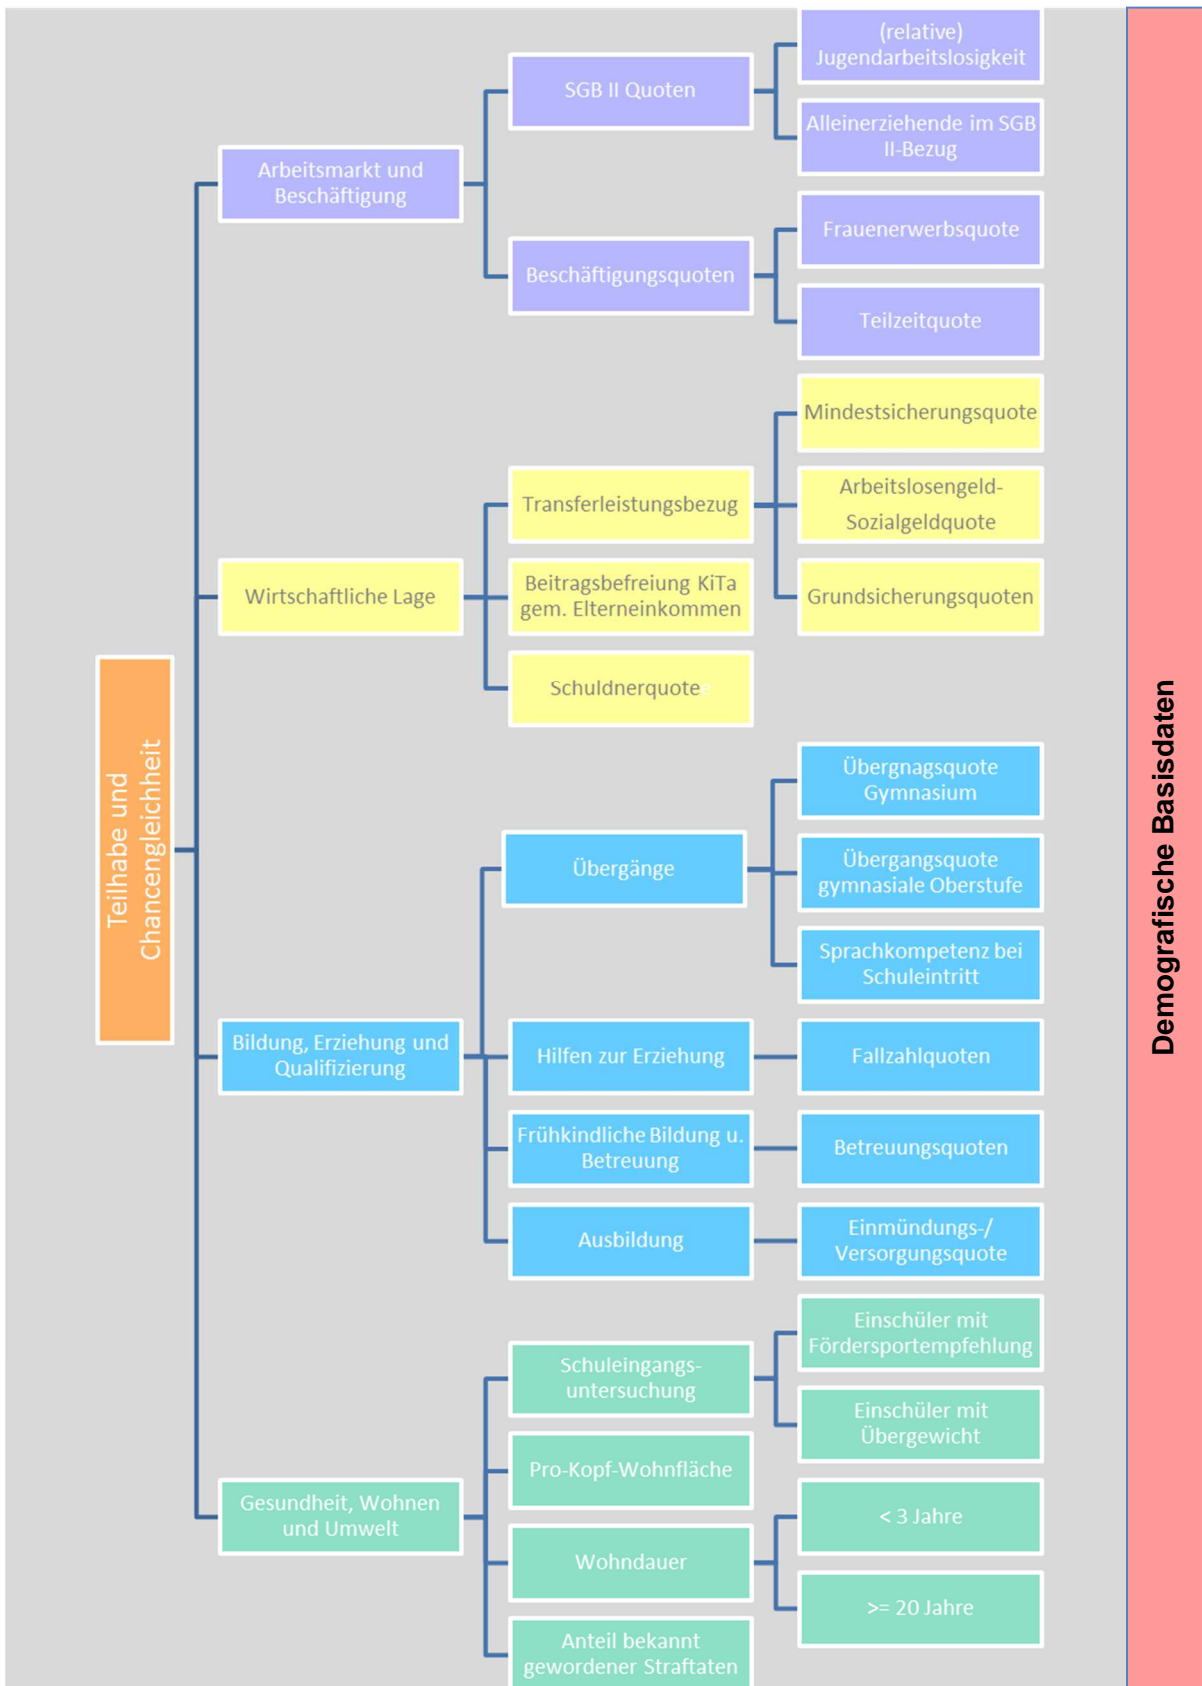 Teilhabe und
Chancengleichheit
Arbeitsmarkt und
Beschäftigung
SGB II Quoten
(relative)
Jugendarbeitslosigkeit
Alleinerziehende im SGB
II-Bezug
Beschäftigungsquoten
Frauenerwerbsquote
Teilzeitquote
Wirtschaftliche Lage
Transferleistungsbezug
Mindestsicherungsquote
Arbeitslosengeld-
Sozialgeldquote
Grundsicherungsquoten
Beitragsbefreiung KiTa
gem. Elterneinkommen
Schuldnerquotee
Bildung, Erziehung und
Qualifizierung
Übergänge
Übergnagsquote
Gymnasium
Übergangsquote
gymnasiale Oberstufe
Sprachkompetenz bei
Schuleintritt
Hilfen zur Erziehung
Fallzahlquoten
Frühkindliche Bildung u.
Betreuung
Betreuungsquoten
Ausbildung
Einmündungs-/
Versorgungsquote
Gesundheit, Wohnen
und Umwelt
Schuleingangs-
untersuchung
Einschüler mit
Fördersportempfehlung
Einschüler mit
Übergewicht
Pro-Kopf-Wohnfläche
Wohndauer
< 3 Jahre
>= 20 Jahre
Anteil bekannt
gewordener Straftaten
Demografische Basisdaten